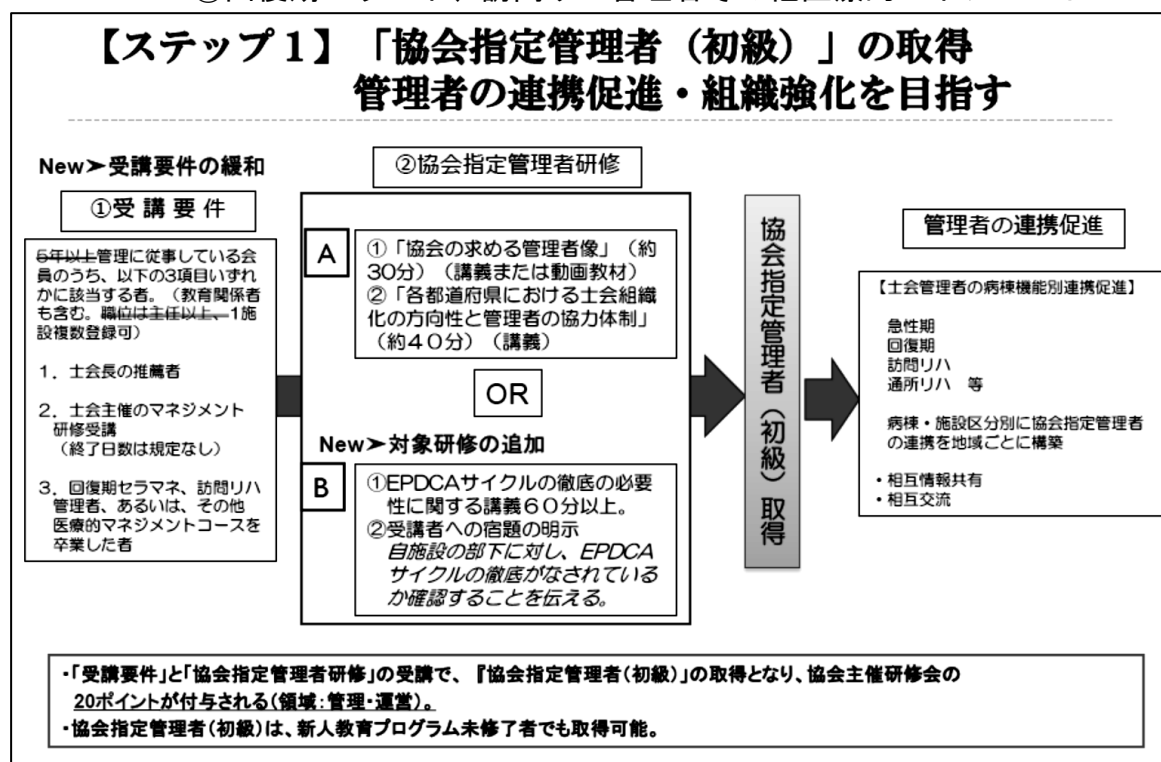 【ステップ１】「協会指定管理者（初級）」の取得
管理者の連携促進・組織強化を目指す
New➤受講要件の緩和
①受 講 要 件
5年以上管理に従事している会
員のうち、以下の3項目いずれ
かに該当する者。（教育関係者
も含む。職位は主任以上、1施
設複数登録可）
1．士会長の推薦者
2．士会主催のマネジメント
研修受講
（終了日数は規定なし）
3．回復期セラマネ、訪問リハ
管理者、あるいは、その他
医療的マネジメントコースを
卒業した者
②協会指定管理者研修
A
①「協会の求める管理者像」（約
30分）（講義または動画教材）
②「各都道府県における士会組織
化の方向性と管理者の協力体制」
（約４０分）（講義）
OR
New➤対象研修の追加
B
①EPDCAサイクルの徹底の必要
性に関する講義６０分以上。
②受講者への宿題の明示
自施設の部下に対し、EPDCA
サイクルの徹底がなされている
か確認することを伝える。
協会指定管理者（初級）取得
管理者の連携促進
【士会管理者の病棟機能別連携促進】
急性期
回復期
訪問リハ
通所リハ　等
病棟・施設区分別に協会指定管理者
の連携を地域ごとに構築
・相互情報共有
・相互交流
・「受講要件」と「協会指定管理者研修」の受講で、『協会指定管理者（初級）』の取得となり、協会主催研修会の
20ポイントが付与される（領域：管理・運営）。
・協会指定管理者（初級）は、新人教育プログラム未修了者でも取得可能。